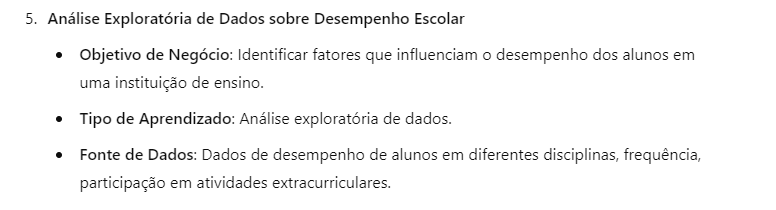 5. Análise Exploratória de Dados sobre Desempenho Escolar
• Objetivo de Negócio: Identificar fatores que influenciam o desempenho dos alunos em
uma instituição de ensino.
• Tipo de Aprendizado: Análise exploratória de dados.
• Fonte de Dados: Dados de desempenho de alunos em diferentes disciplinas, frequência,
participação em atividades extracurriculares.